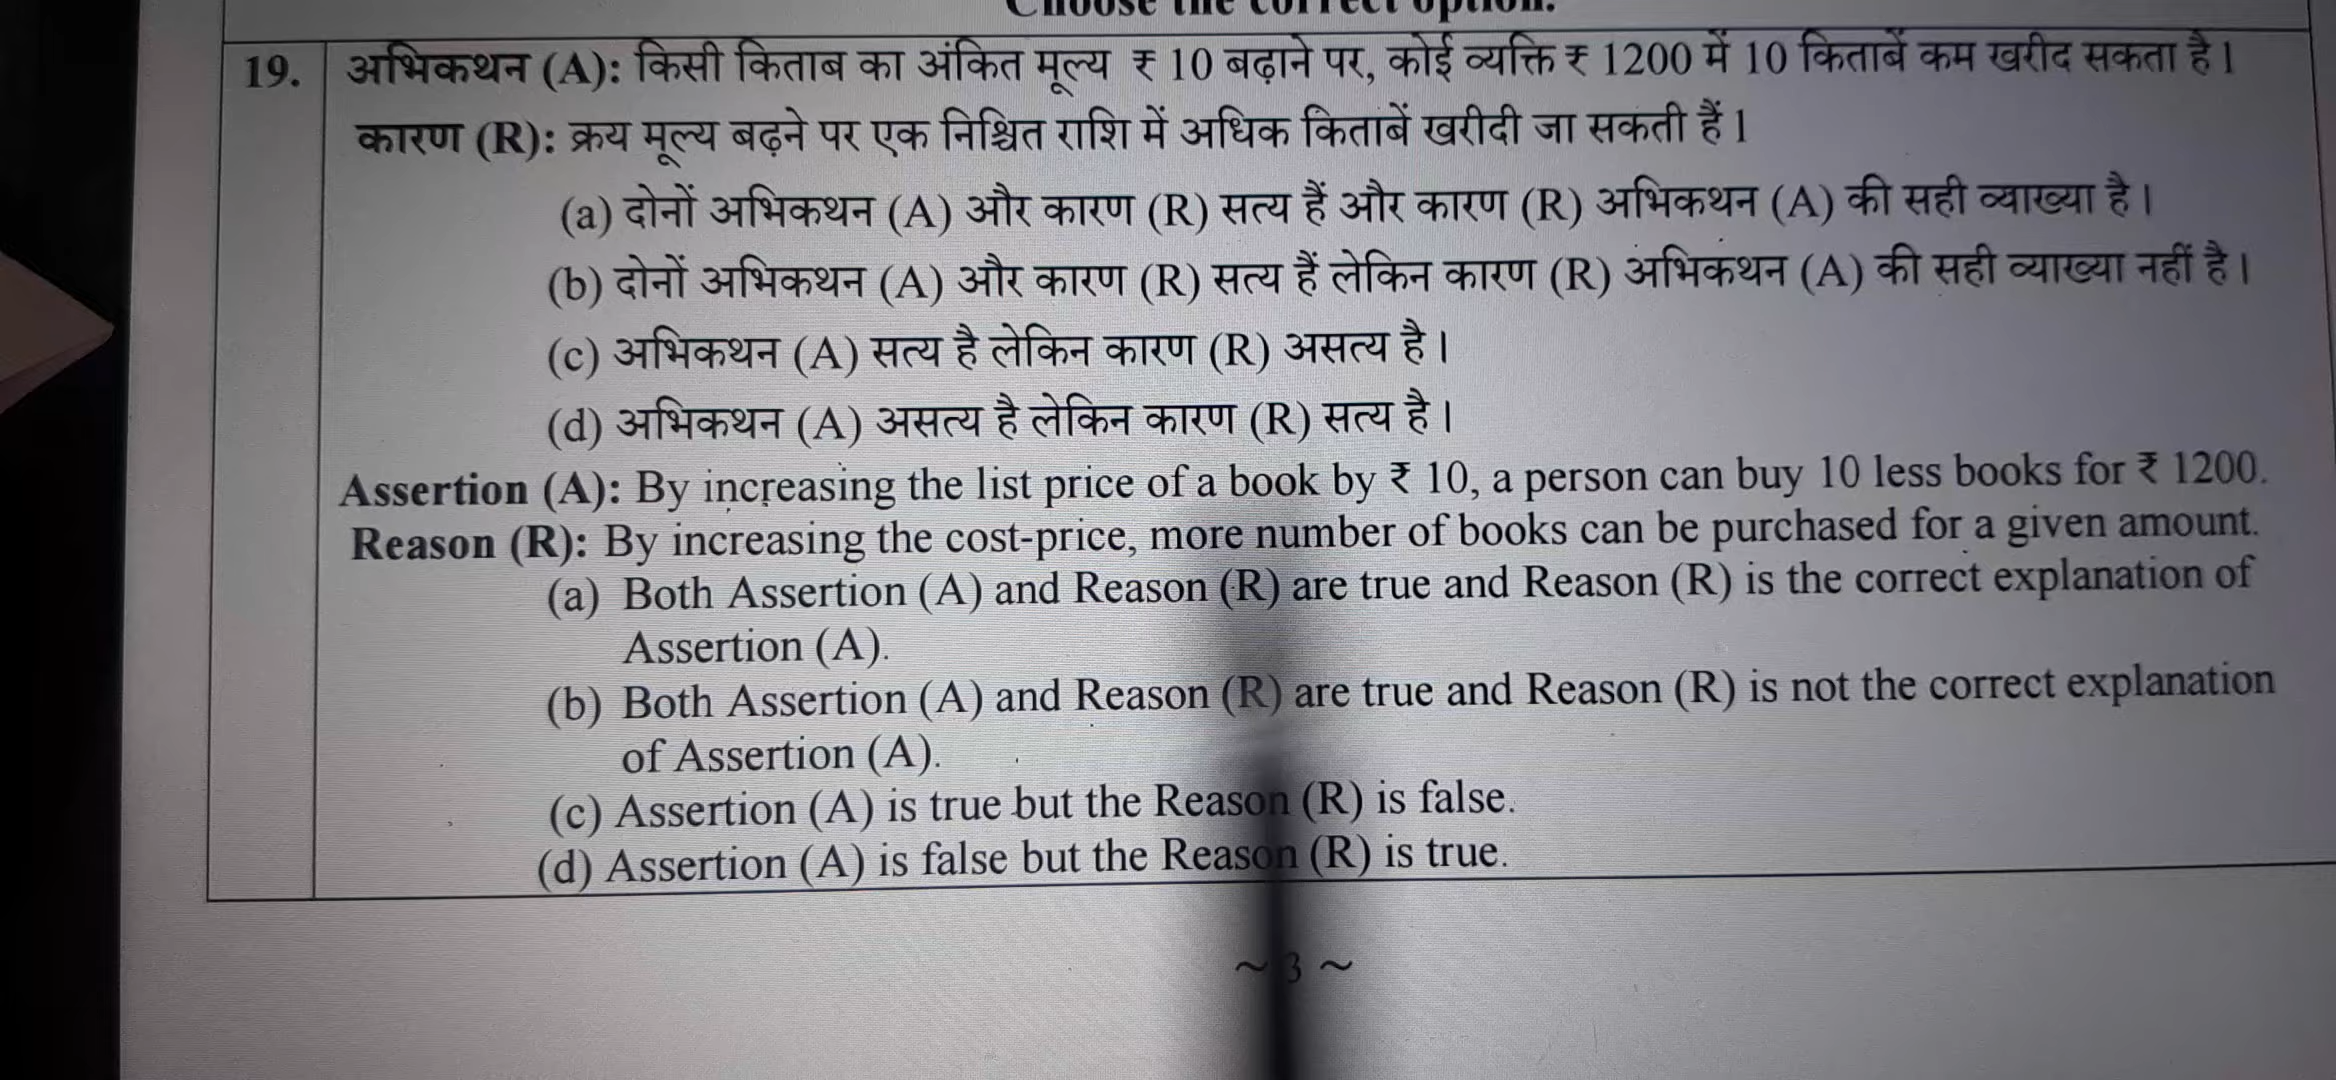 Choose the correct option.
19. अभिकथन (A): किसी किताब का अंकित मूल्य ₹ 10 बढ़ाने पर, कोई व्यक्ति ₹ 1200 में 10 किताबें कम खरीद सकता है।
कारण (R): क्रय मूल्य बढ़ने पर एक निश्चित राशि में अधिक किताबें खरीदी जा सकती हैं।
(a) दोनों अभिकथन (A) और कारण (R) सत्य हैं और कारण (R) अभिकथन (A) की सही व्याख्या है।
(b) दोनों अभिकथन (A) और कारण (R) सत्य हैं लेकिन कारण (R) अभिकथन (A) की सही व्याख्या नहीं है।
(c) अभिकथन (A) सत्य है लेकिन कारण (R) असत्य है।
(d) अभिकथन (A) असत्य है लेकिन कारण (R) सत्य है।
Assertion (A): By increasing the list price of a book by ₹ 10, a person can buy 10 less books for ₹ 1200.
Reason (R): By increasing the cost-price, more number of books can be purchased for a given amount.
(a) Both Assertion (A) and Reason (R) are true and Reason (R) is the correct explanation of
Assertion (A).
(b) Both Assertion (A) and Reason (R) are true and Reason (R) is not the correct explanation
of Assertion (A).
(c) Assertion (A) is true but the Reason (R) is false.
(d) Assertion (A) is false but the Reason (R) is true.
~ 3 ~